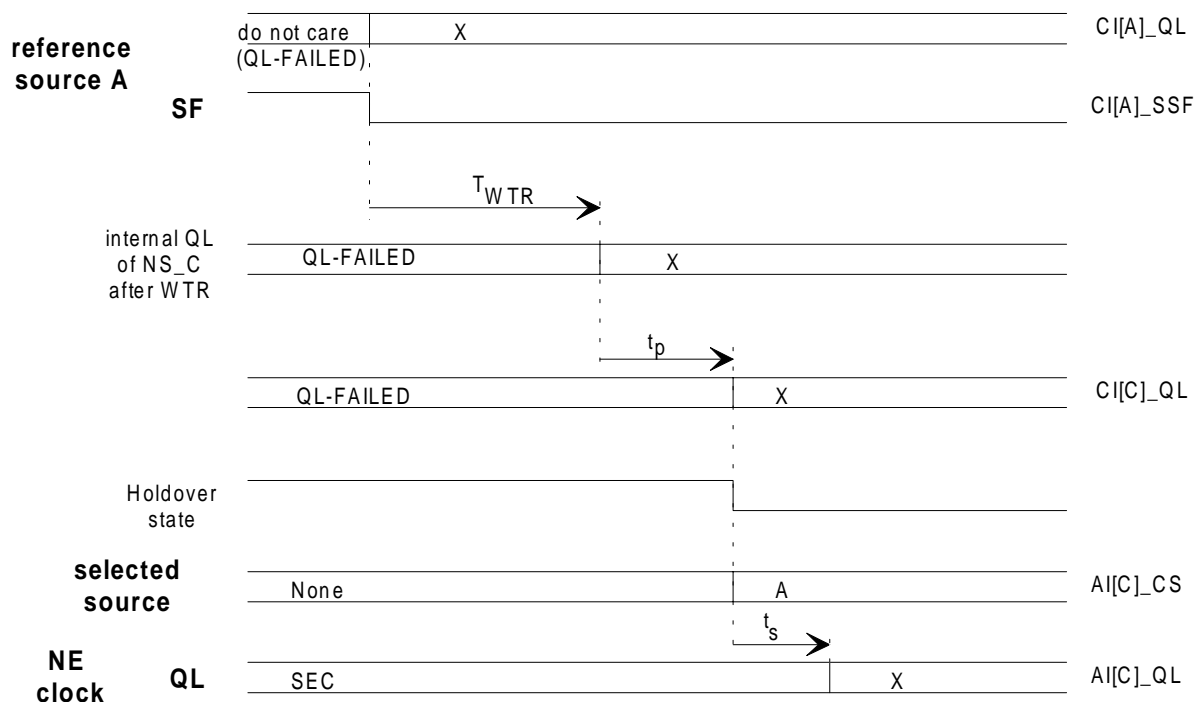 do not care X CI[A]_QL
reference
source A
(QL-FAILED)
SF CI[A]_SSF
TWTR
internal QL
of NS_C
after WTR
QL-FAILED X
tp
QL-FAILED X CI[C]_QL
Holdover
state
selected
source
None A AI[C]_CS
ts
NE
clock
QL SEC X AI[C]_QL